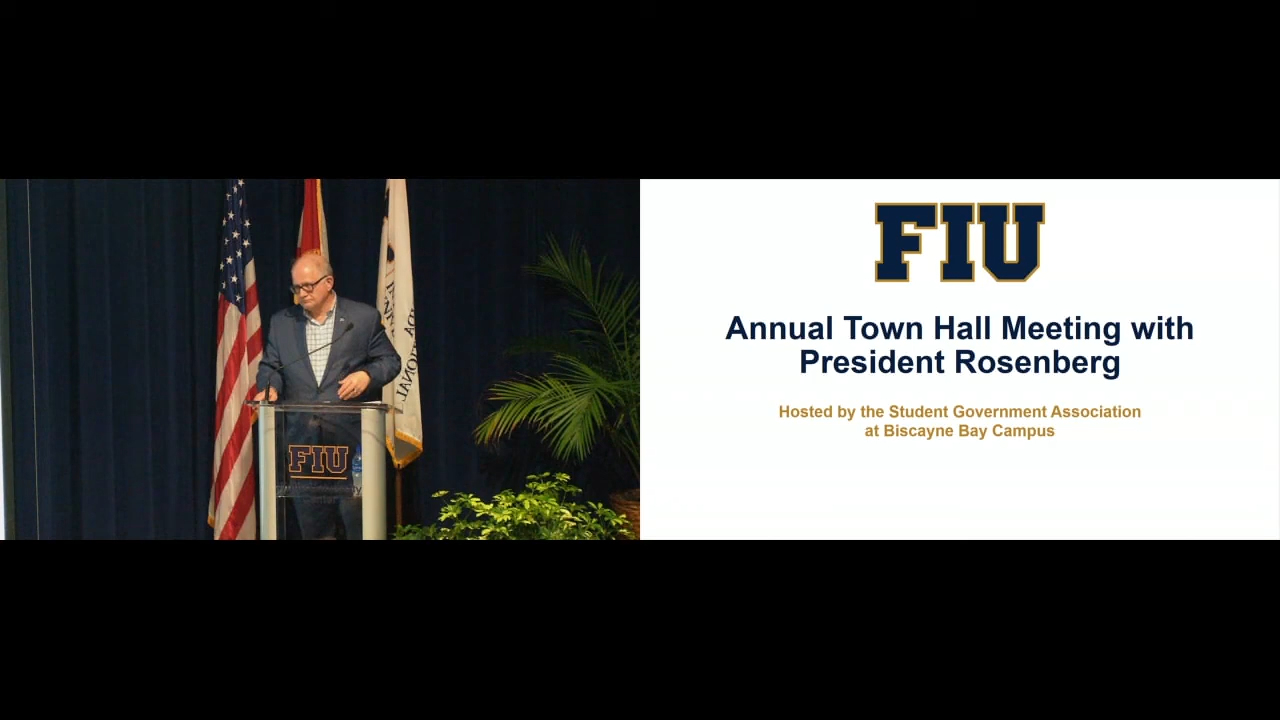 FIU
Annual Town Hall Meeting with
President Rosenberg
Hosted by the Student Government Association
at Biscayne Bay Campus
FIU